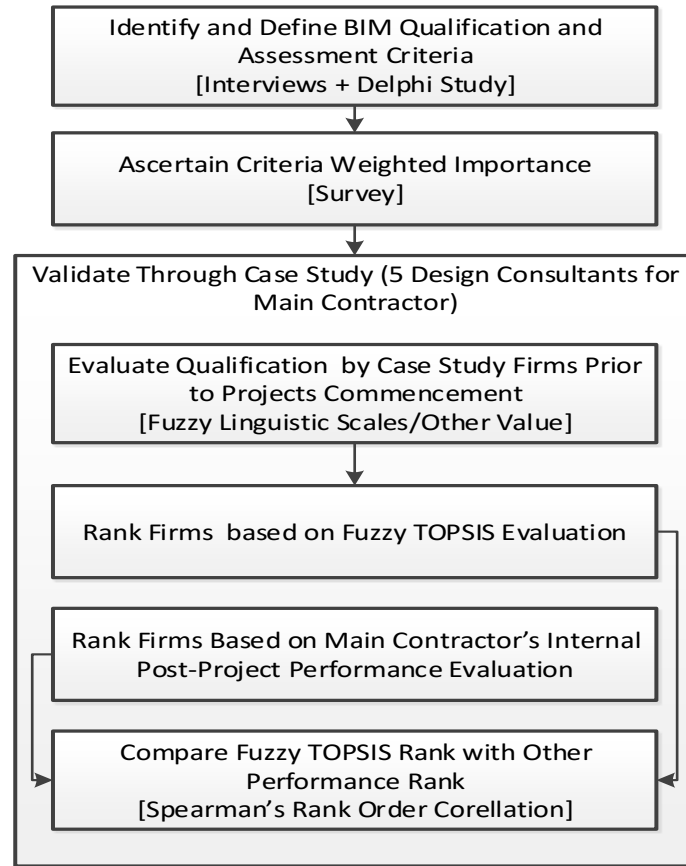 Identify and Define BIM Qualification and
Assessment Criteria
[Interviews + Delphi Study]
Ascertain Criteria Weighted Importance
[Survey]
Validate Through Case Study (5 Design Consultants for
Main Contractor)
Evaluate Qualification by Case Study Firms Prior
to Projects Commencement
[Fuzzy Linguistic Scales/Other Value]
Rank Firms based on Fuzzy TOPSIS Evaluation
Rank Firms Based on Main Contractor's Internal
Post-Project Performance Evaluation
Compare Fuzzy TOPSIS Rank with Other
Performance Rank
[Spearman's Rank Order Corellation]